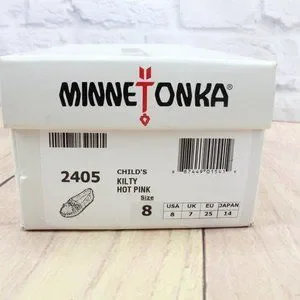 MINNETONKA®
2405
CHILD'S
KILTY
HOT PINK
Size
8
USA UK EU JAPAN
8 7 25 14